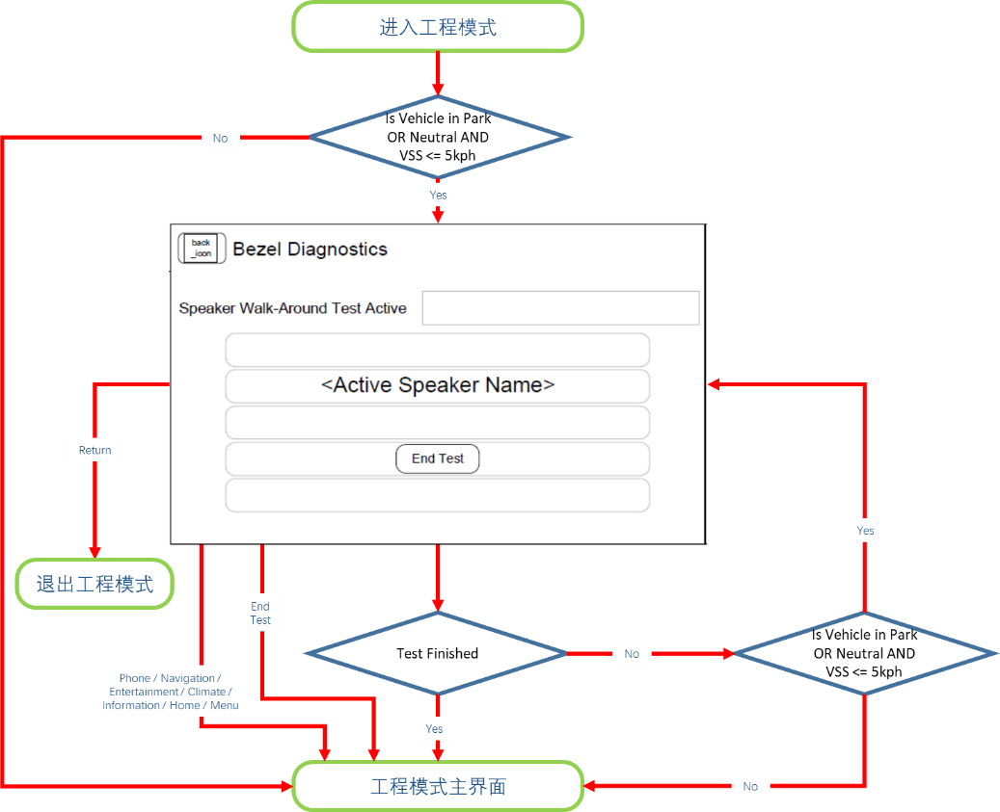 进入工程模式
Is Vehicle in Park
OR Neutral AND
VSS <= 5kph
No
Yes
back
_icon
Bezel Diagnostics
Speaker Walk-Around Test Active
<Active Speaker Name>
End Test
Return
Yes
退出工程模式
End
Test
Test Finished
No
Is Vehicle in Park
OR Neutral AND
VSS <= 5kph
Phone / Navigation /
Entertainment / Climate /
Information / Home / Menu
Yes
工程模式主界面
No